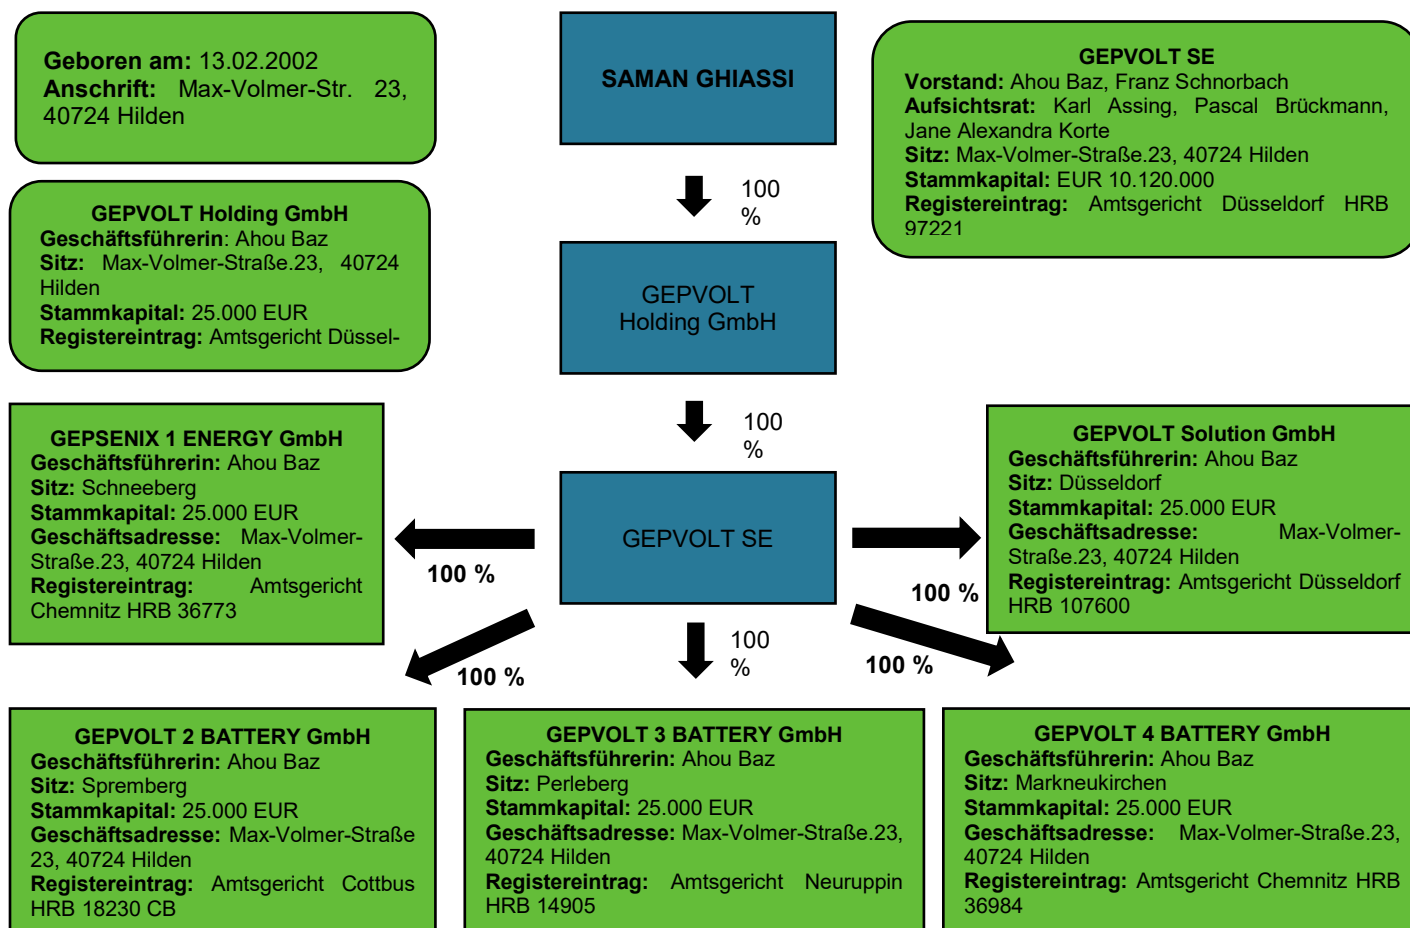 Geboren am: 13.02.2002
Anschrift: Max-Volmer-Str. 23,
40724 Hilden
SAMAN GHIASSI
GEPVOLT SE
Vorstand: Ahou Baz, Franz Schnorbach
Aufsichtsrat: Karl Assing, Pascal Brückmann,
Jane Alexandra Korte
Sitz: Max-Volmer-Straße.23, 40724 Hilden
Stammkapital: EUR 10.120.000
Registereintrag: Amtsgericht Düsseldorf HRB
97221
100
%
GEPVOLT Holding GmbH
Geschäftsführerin: Ahou Baz
Sitz: Max-Volmer-Straße.23, 40724
Hilden
Stammkapital: 25.000 EUR
Registereintrag: Amtsgericht Düssel-
GEPVOLT
Holding GmbH
100
%
GEPSENIX 1 ENERGY GmbH
Geschäftsführerin: Ahou Baz
Sitz: Schneeberg
Stammkapital: 25.000 EUR
Geschäftsadresse: Max-Volmer-
Straße.23, 40724 Hilden
Registereintrag: Amtsgericht
Chemnitz HRB 36773
GEPVOLT SE
GEPVOLT Solution GmbH
Geschäftsführerin: Ahou Baz
Sitz: Düsseldorf
Stammkapital: 25.000 EUR
Geschäftsadresse: Max-Volmer-
Straße.23, 40724 Hilden
Registereintrag: Amtsgericht Düsseldorf
HRB 107600
100 %
100 %
100 %
100
%
100 %
GEPVOLT 2 BATTERY GmbH
Geschäftsführerin: Ahou Baz
Sitz: Spremberg
Stammkapital: 25.000 EUR
Geschäftsadresse: Max-Volmer-Straße
23, 40724 Hilden
Registereintrag: Amtsgericht Cottbus
HRB 18230 CB
GEPVOLT 3 BATTERY GmbH
Geschäftsführerin: Ahou Baz
Sitz: Perleberg
Stammkapital: 25.000 EUR
Geschäftsadresse: Max-Volmer-Straße.23,
40724 Hilden
Registereintrag: Amtsgericht Neuruppin
HRB 14905
GEPVOLT 4 BATTERY GmbH
Geschäftsführerin: Ahou Baz
Sitz: Markneukirchen
Stammkapital: 25.000 EUR
Geschäftsadresse: Max-Volmer-Straße.23,
40724 Hilden
Registereintrag: Amtsgericht Chemnitz HRB
36984